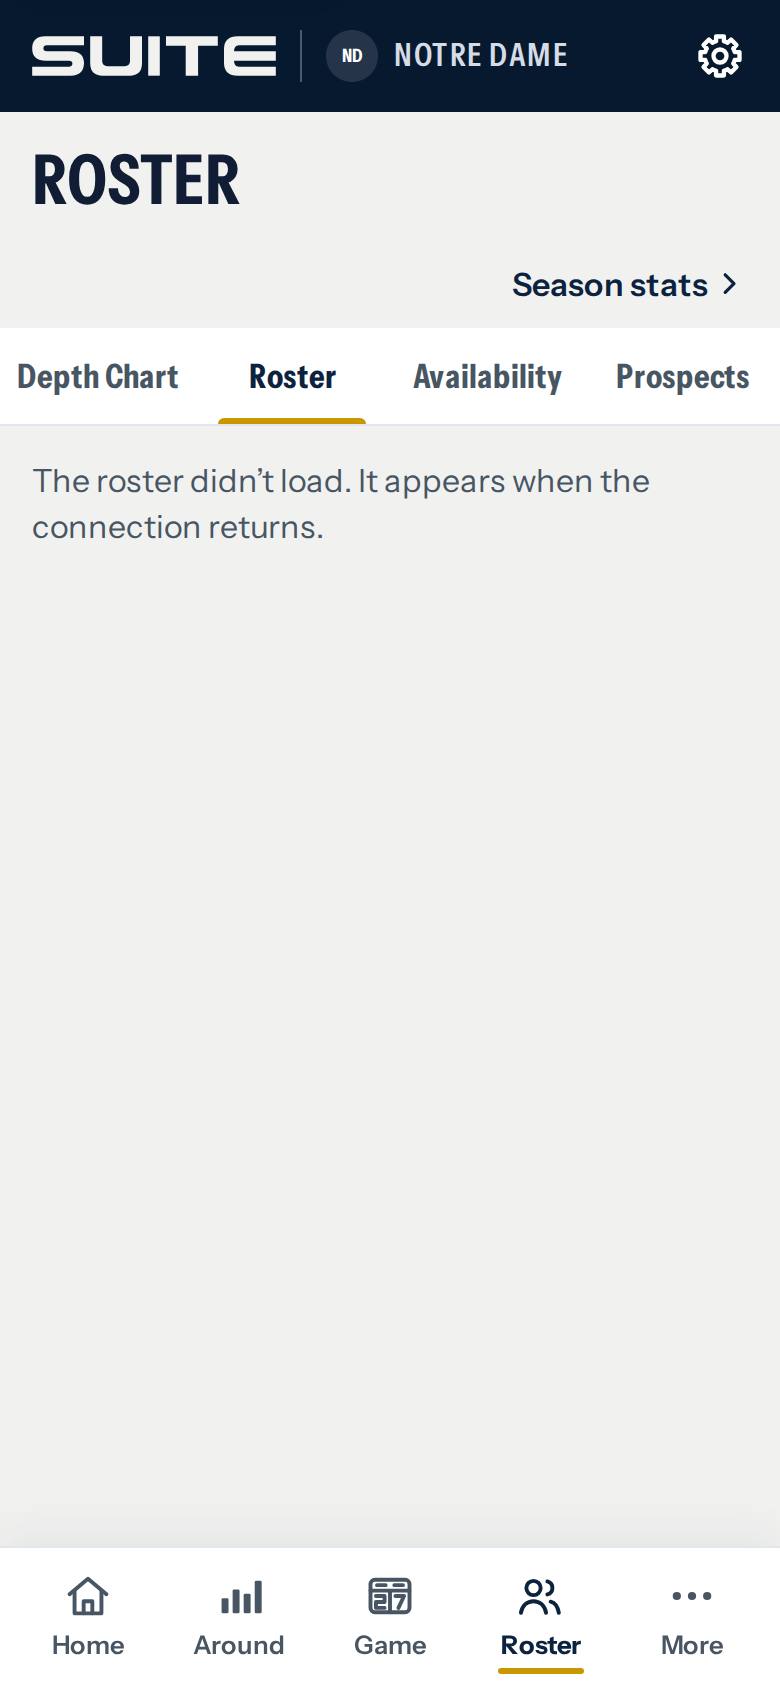 SUITE
ND
NOTRE DAME
ROSTER
Season stats
Depth Chart
Roster
Availability
Prospects
The roster didn’t load. It appears when the
connection returns.
27
Home
Around
Game
Roster
More